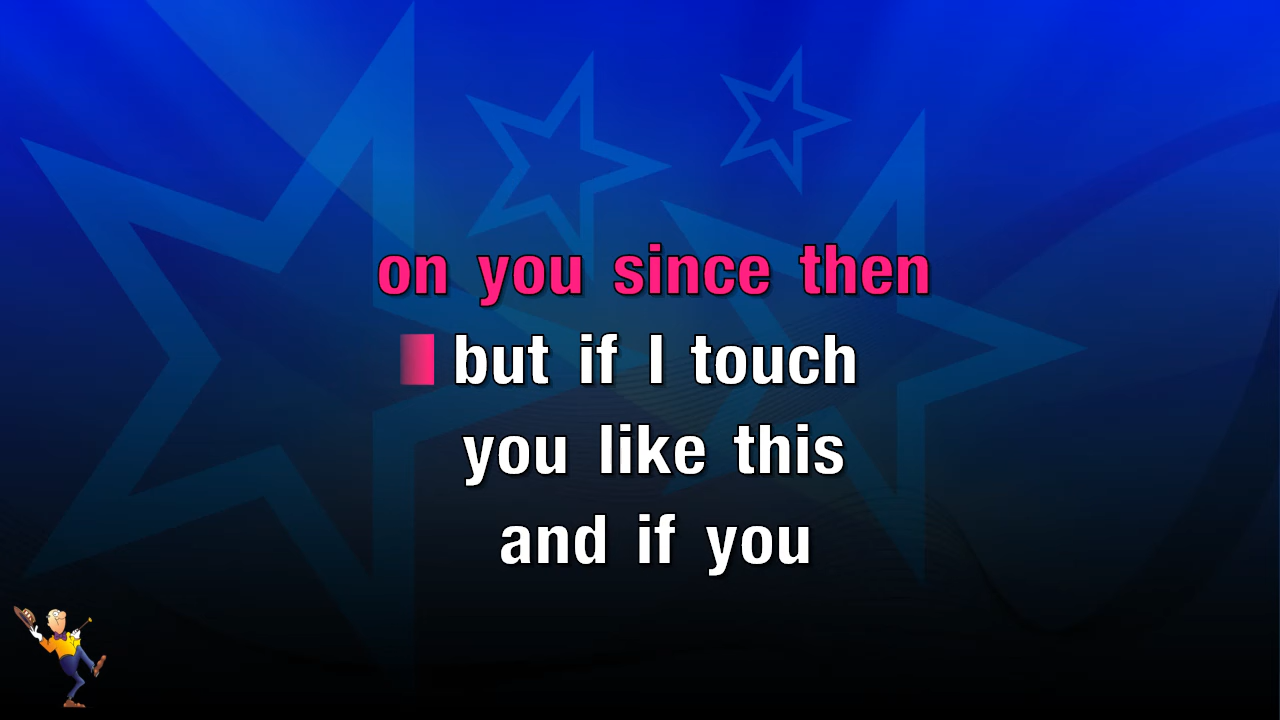 on you since then
but if I touch
you like this
and if you